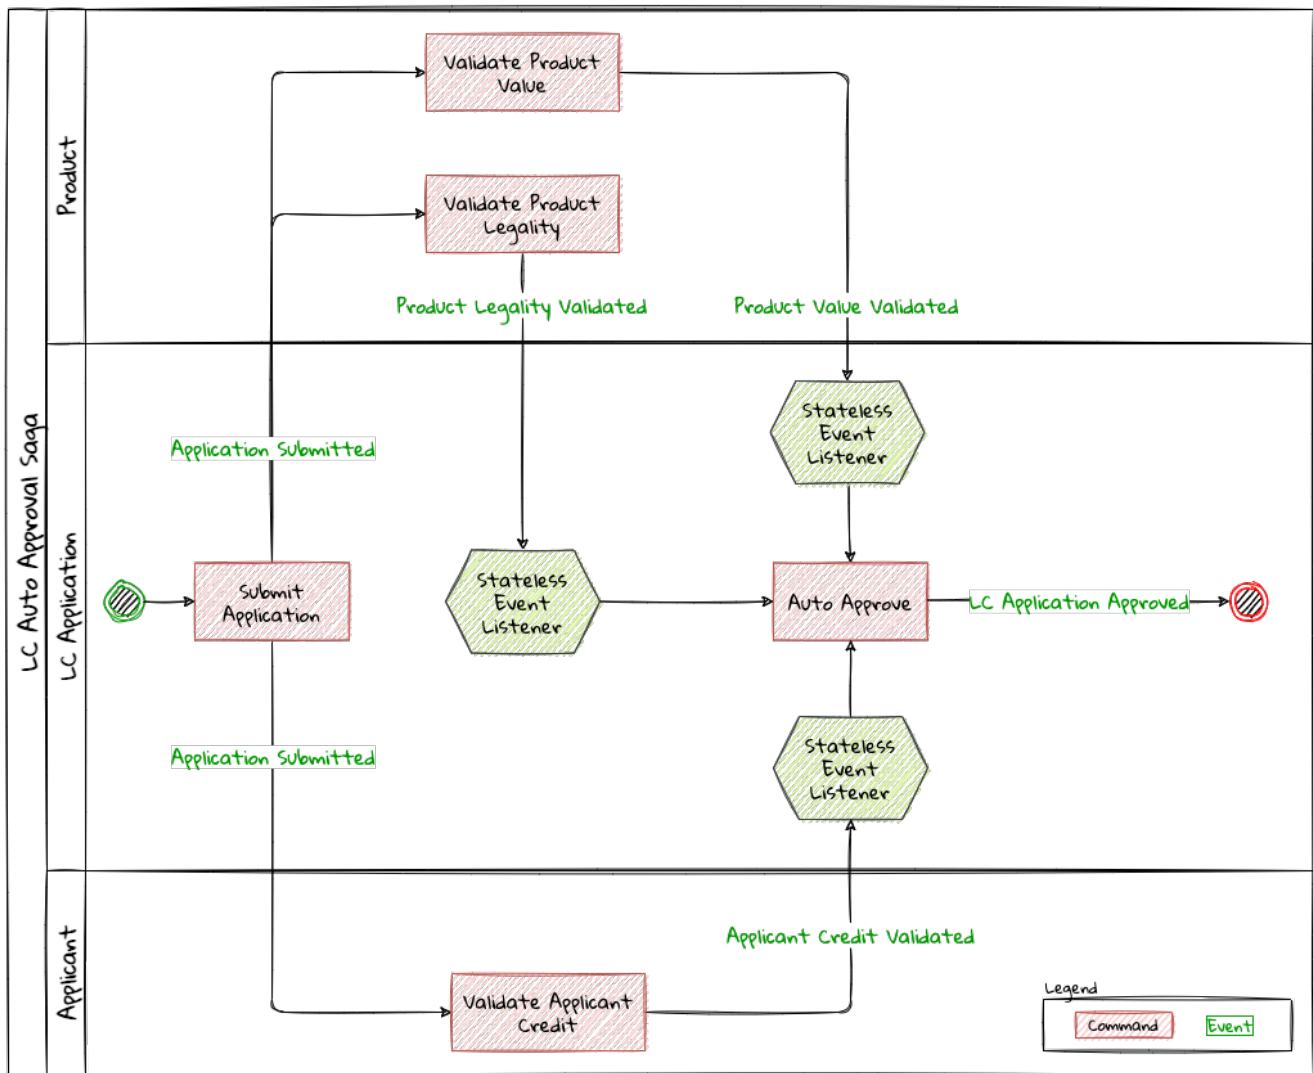 LC Auto Approval Saga
Product
Validate Product
Value
Validate Product
Legality
Product Legality Validated
Product Value Validated
LC Application
Application Submitted
Stateless
Event
Listener
Submit
Application
Stateless
Event
Listener
Auto Approve
LC Application Approved
Application Submitted
Stateless
Event
Listener
Applicant
Applicant Credit Validated
Validate Applicant
Credit
Legend
Command
Event